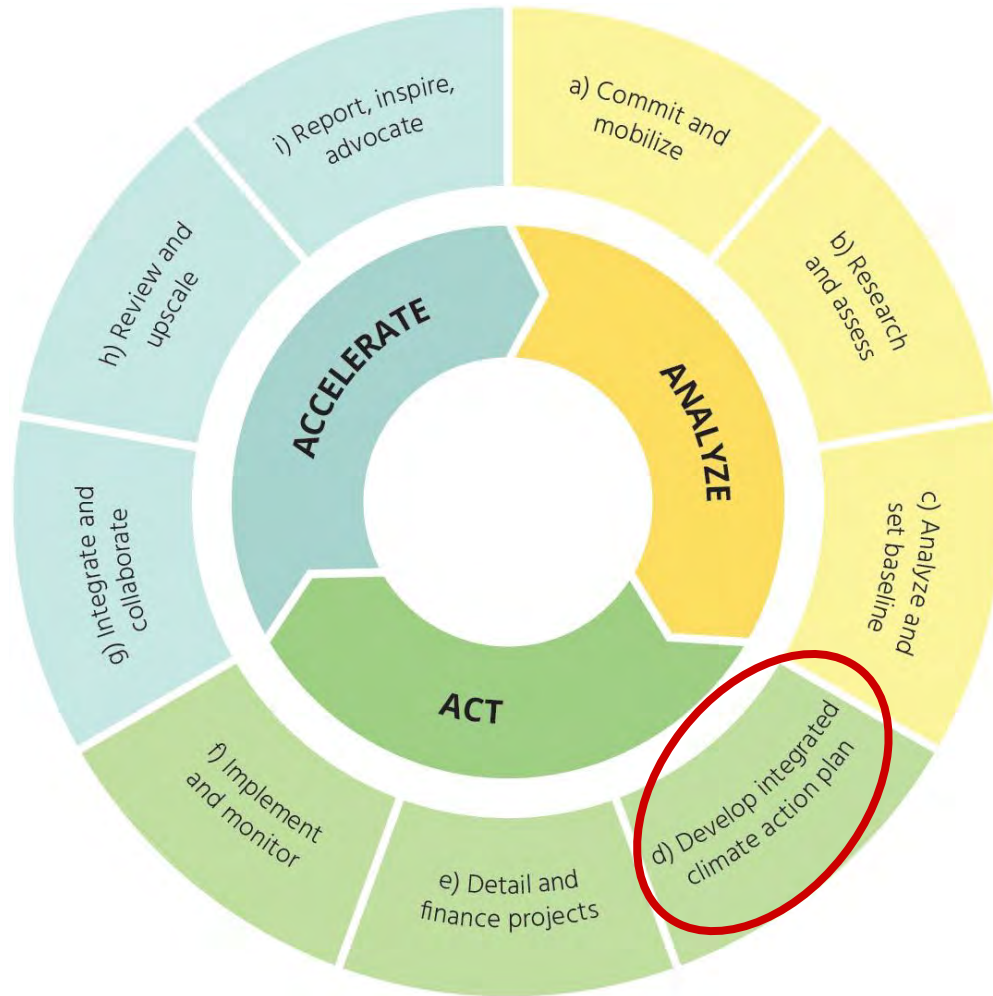 a) Commit and
mobilize
b) Research
and assess
c) Analyze and
set baseline
d) Develop integrated
climate action plan
e) Detail and
finance projects
f) Implement
and monitor
g) Integrate and
collaborate
h) Review and
upscale
i) Report, inspire,
advocate
ANALYZE
ACT
ACCELERATE